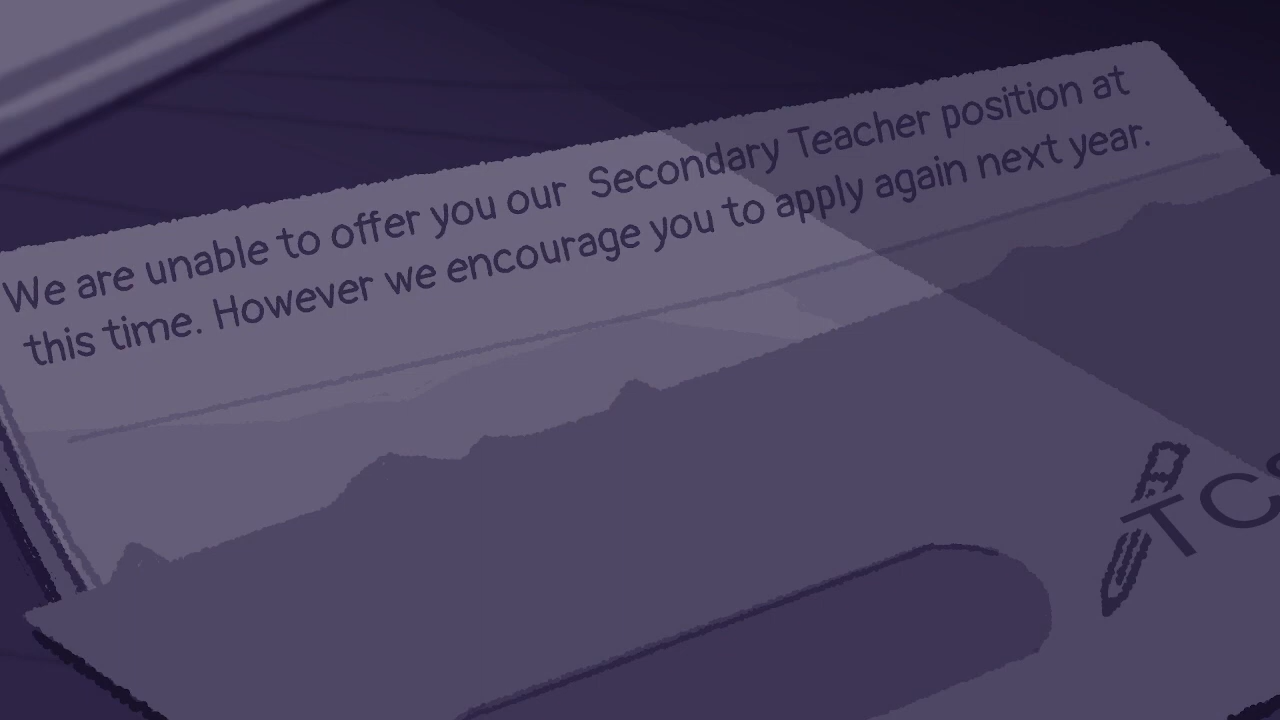 We are unable to offer you our Secondary Teacher position at
this time. However we encourage you to apply again next year.